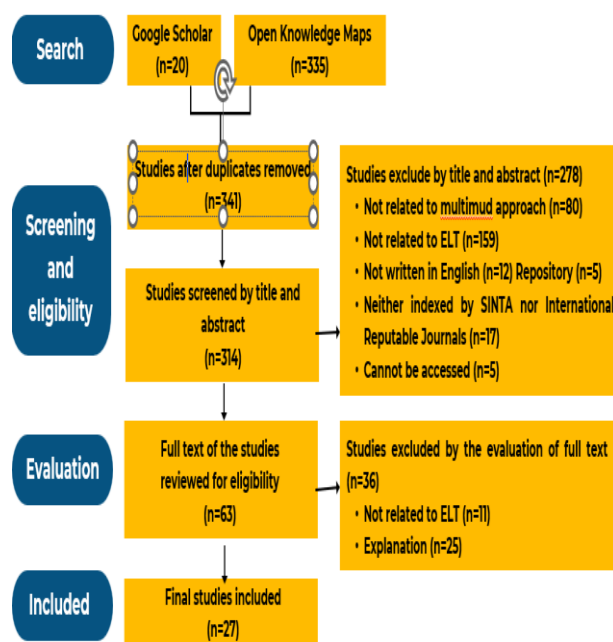 Search
Google Scholar
(n=20)
Open Knowledge Maps
(n=335)
Screening
and
eligibility
Studies after duplicates removed
(n=341)
Studies screened by title and
abstract
(n=314)
Studies exclude by title and abstract (n=278)
• Not related to multimud approach (n=80)
• Not related to ELT (n=159)
• Not written in English (n=12) Repository (n=5)
• Neither indexed by SINTA nor International
Reputable Journals (n=17)
• Cannot be accessed (n=5)
Evaluation
Full text of the studies
reviewed for eligibility
(n=63)
Studies excluded by the evaluation of full text
(n=36)
• Not related to ELT (n=11)
• Explanation (n=25)
Included
Final studies included
(n=27)